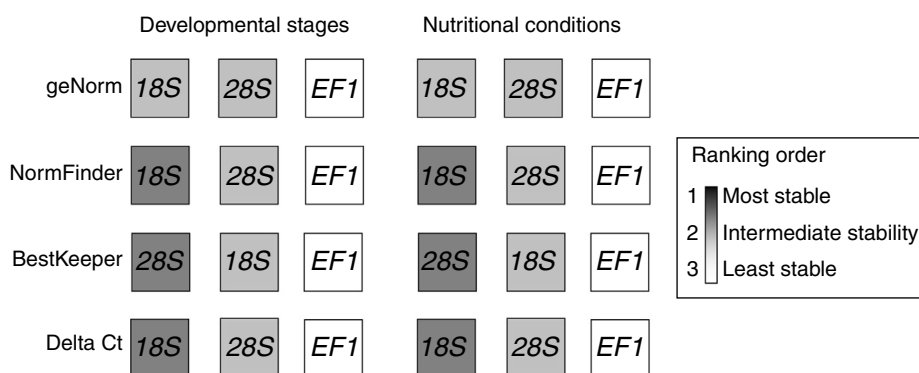 Developmental stages Nutritional conditions
geNorm 18S 28S EF1 18S 28S EF1
NormFinder 18S 28S EF1 18S 28S EF1
BestKeeper 28S 18S EF1 28S 18S EF1
Delta Ct 18S 28S EF1 18S 28S EF1
Ranking order
1 Most stable
2 Intermediate stability
3 Least stable